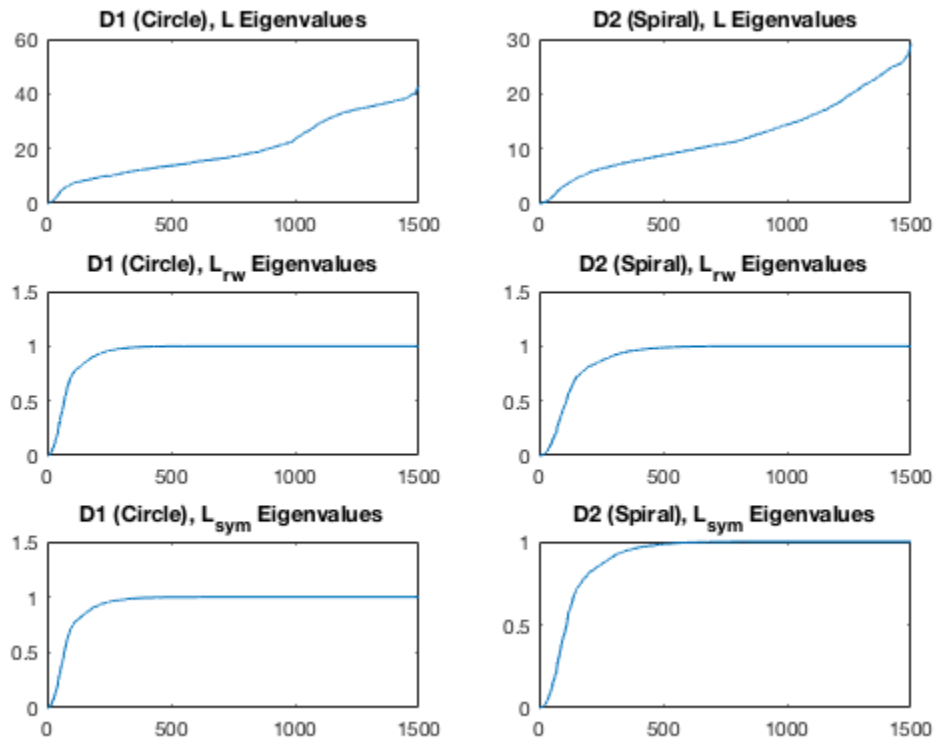 D1 (Circle), L Eigenvalues
60
40
20
0
0 500 1000 1500
D2 (Spiral), L Eigenvalues
30
20
10
0
0 500 1000 1500
D1 (Circle), Lrw Eigenvalues
1.5
1
0.5
0
0 500 1000 1500
D2 (Spiral), Lrw Eigenvalues
1.5
1
0.5
0
0 500 1000 1500
D1 (Circle), Lsym Eigenvalues
1.5
1
0.5
0
0 500 1000 1500
D2 (Spiral), Lsym Eigenvalues
1
0.5
0
0 500 1000 1500